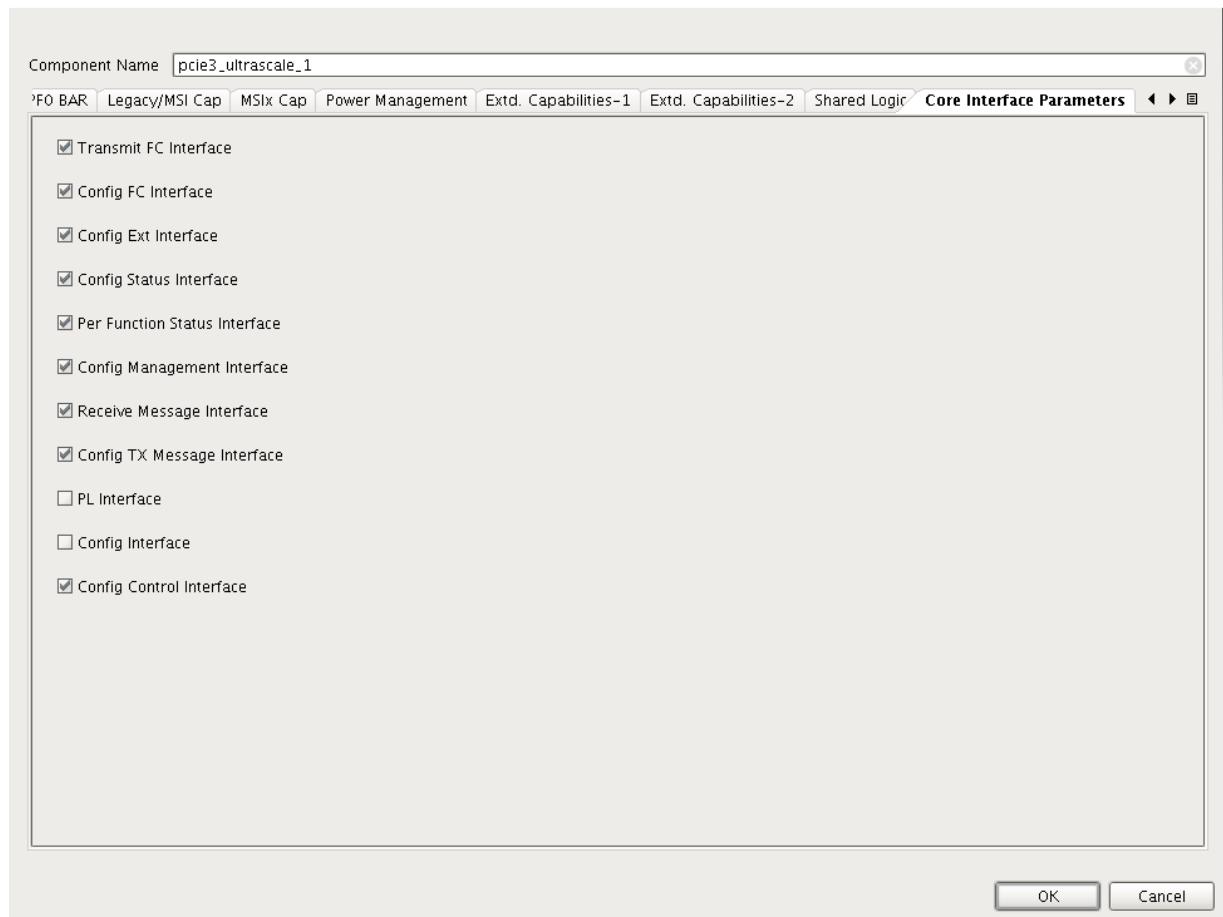 Component Name pcie3_ultrascale_1
PF0 BAR Legacy/MSI Cap MSIx Cap Power Management Extd. Capabilities-1 Extd. Capabilities-2 Shared Logic Core Interface Parameters
Transmit FC Interface
Config FC Interface
Config Ext Interface
Config Status Interface
Per Function Status Interface
Config Management Interface
Receive Message Interface
Config TX Message Interface
PL Interface
Config Interface
Config Control Interface
OK Cancel